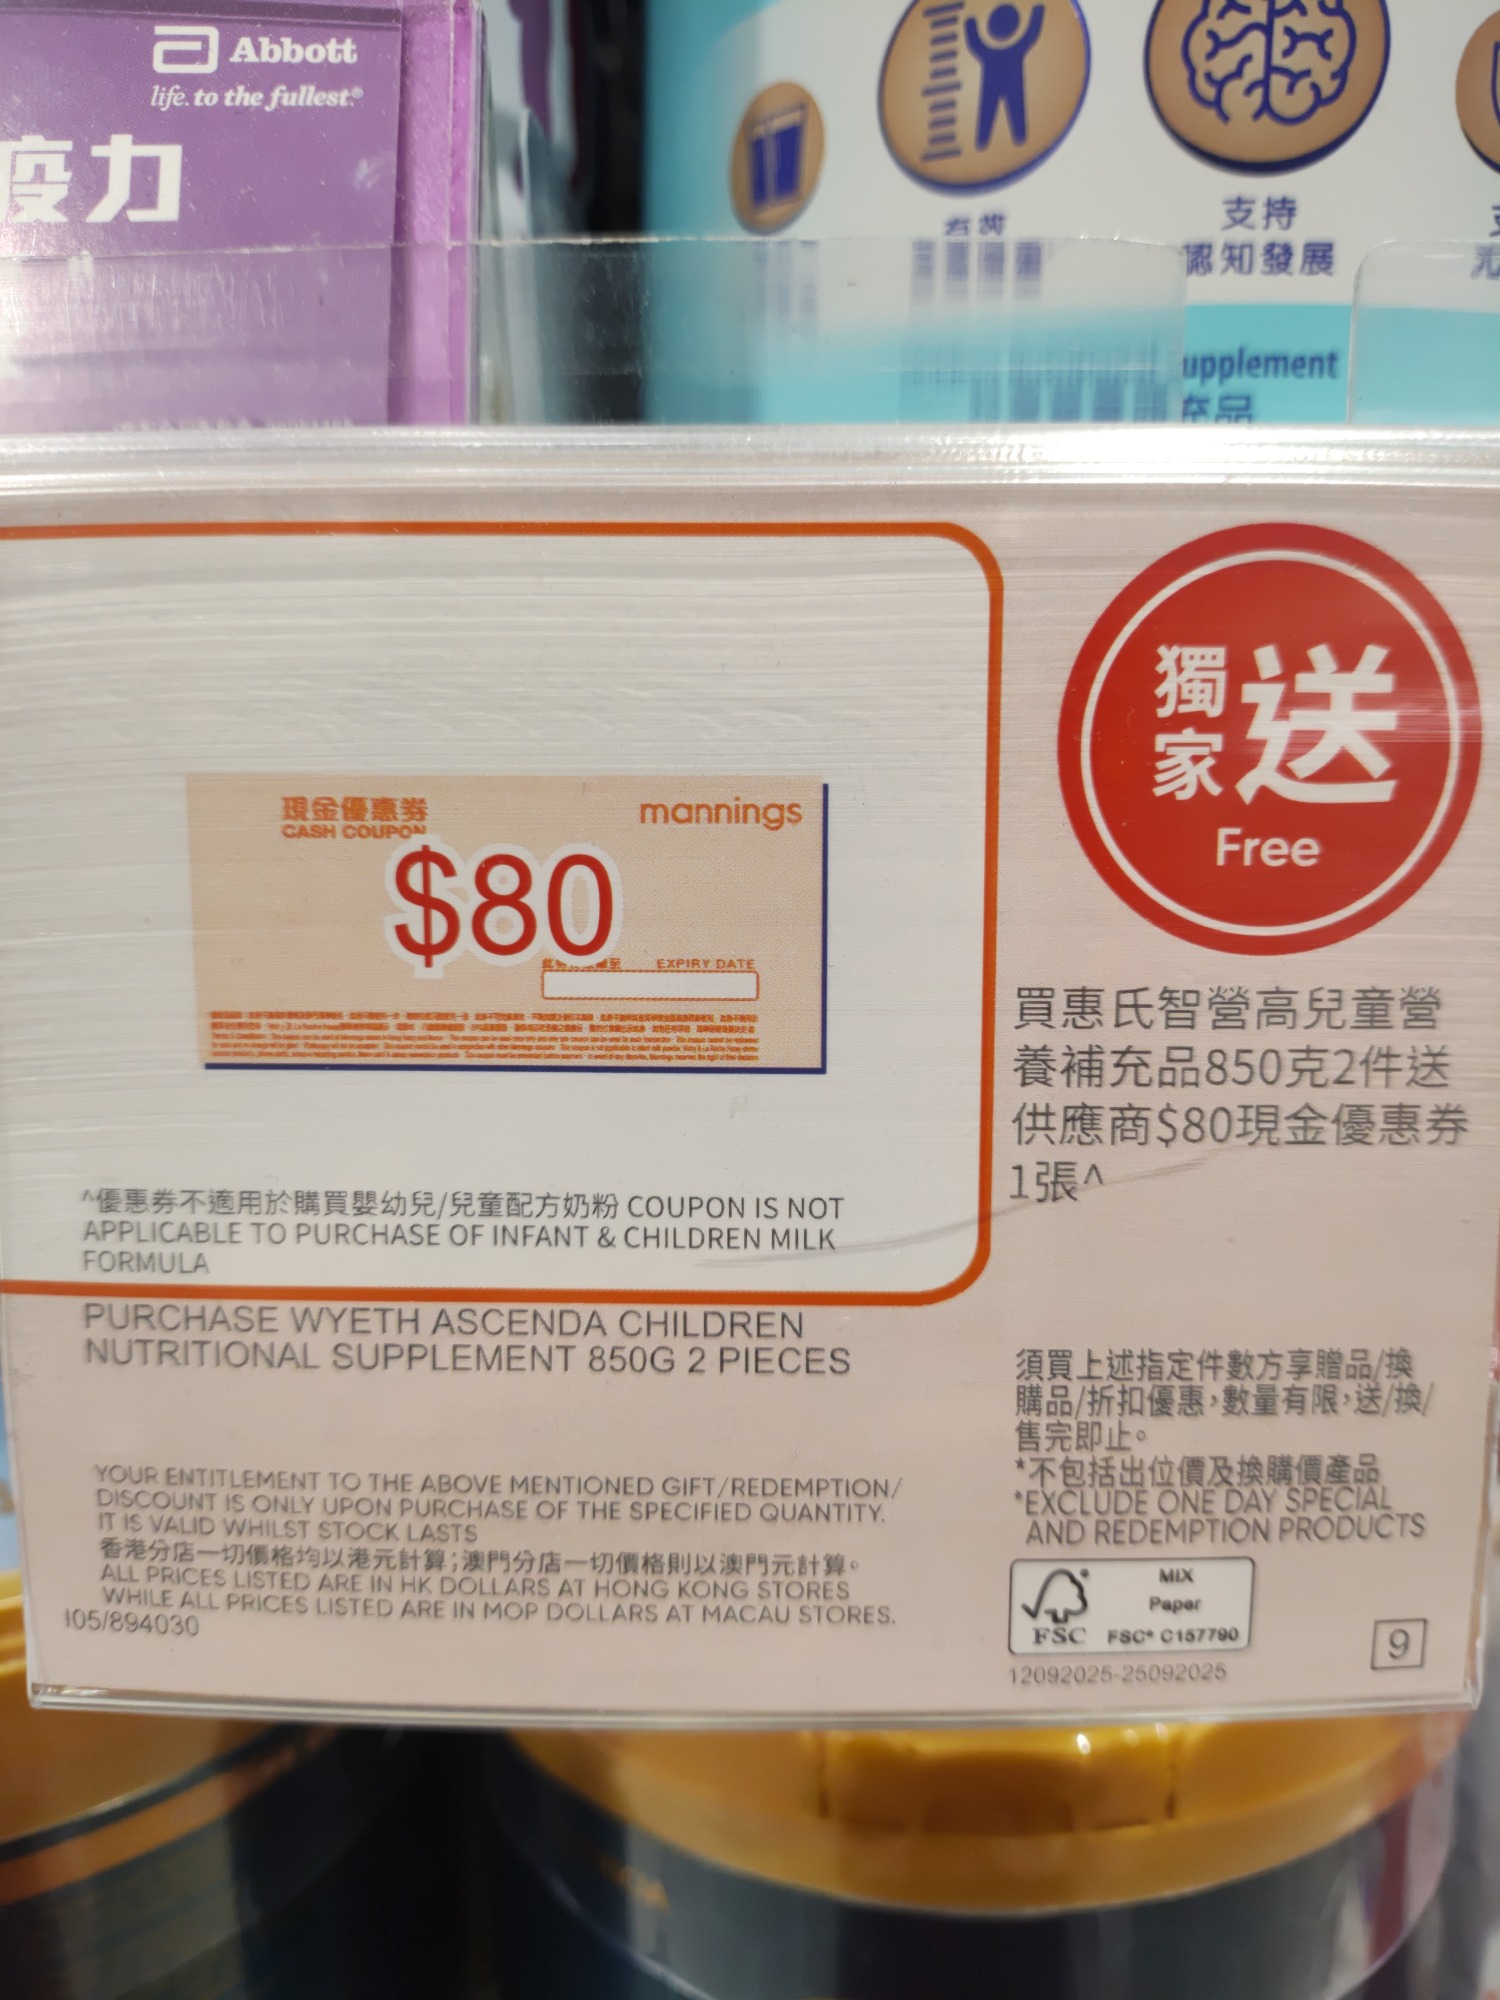 Abbott
life. to the fullest.®
疫力
支持
認知發展
upplement
充品
獨家
送
Free
現金優惠券
CASH COUPON
mannings
$80
EXPIRY DATE
^優惠券不適用於購買嬰幼兒/兒童配方奶粉 COUPON IS NOT
APPLICABLE TO PURCHASE OF INFANT & CHILDREN MILK
FORMULA
買惠氏智營高兒童營
養補充品850克2件送
供應商$80現金優惠券
1張^
PURCHASE WYETH ASCENDA CHILDREN
NUTRITIONAL SUPPLEMENT 850G 2 PIECES
YOUR ENTITLEMENT TO THE ABOVE MENTIONED GIFT/REDEMPTION/
DISCOUNT IS ONLY UPON PURCHASE OF THE SPECIFIED QUANTITY.
IT IS VALID WHILST STOCK LASTS
香港分店一切價格均以港元計算;澳門分店一切價格則以澳門元計算。
ALL PRICES LISTED ARE IN HK DOLLARS AT HONG KONG STORES
WHILE ALL PRICES LISTED ARE IN MOP DOLLARS AT MACAU STORES.
I05/894030
須買上述指定件數方享贈品/換
購品/折扣優惠,數量有限,送/換/
售完即止。
*不包括出位價及換購價產品
*EXCLUDE ONE DAY SPECIAL
AND REDEMPTION PRODUCTS
MIX
Paper
FSC
FSC® C157790
12092025-25092025
9